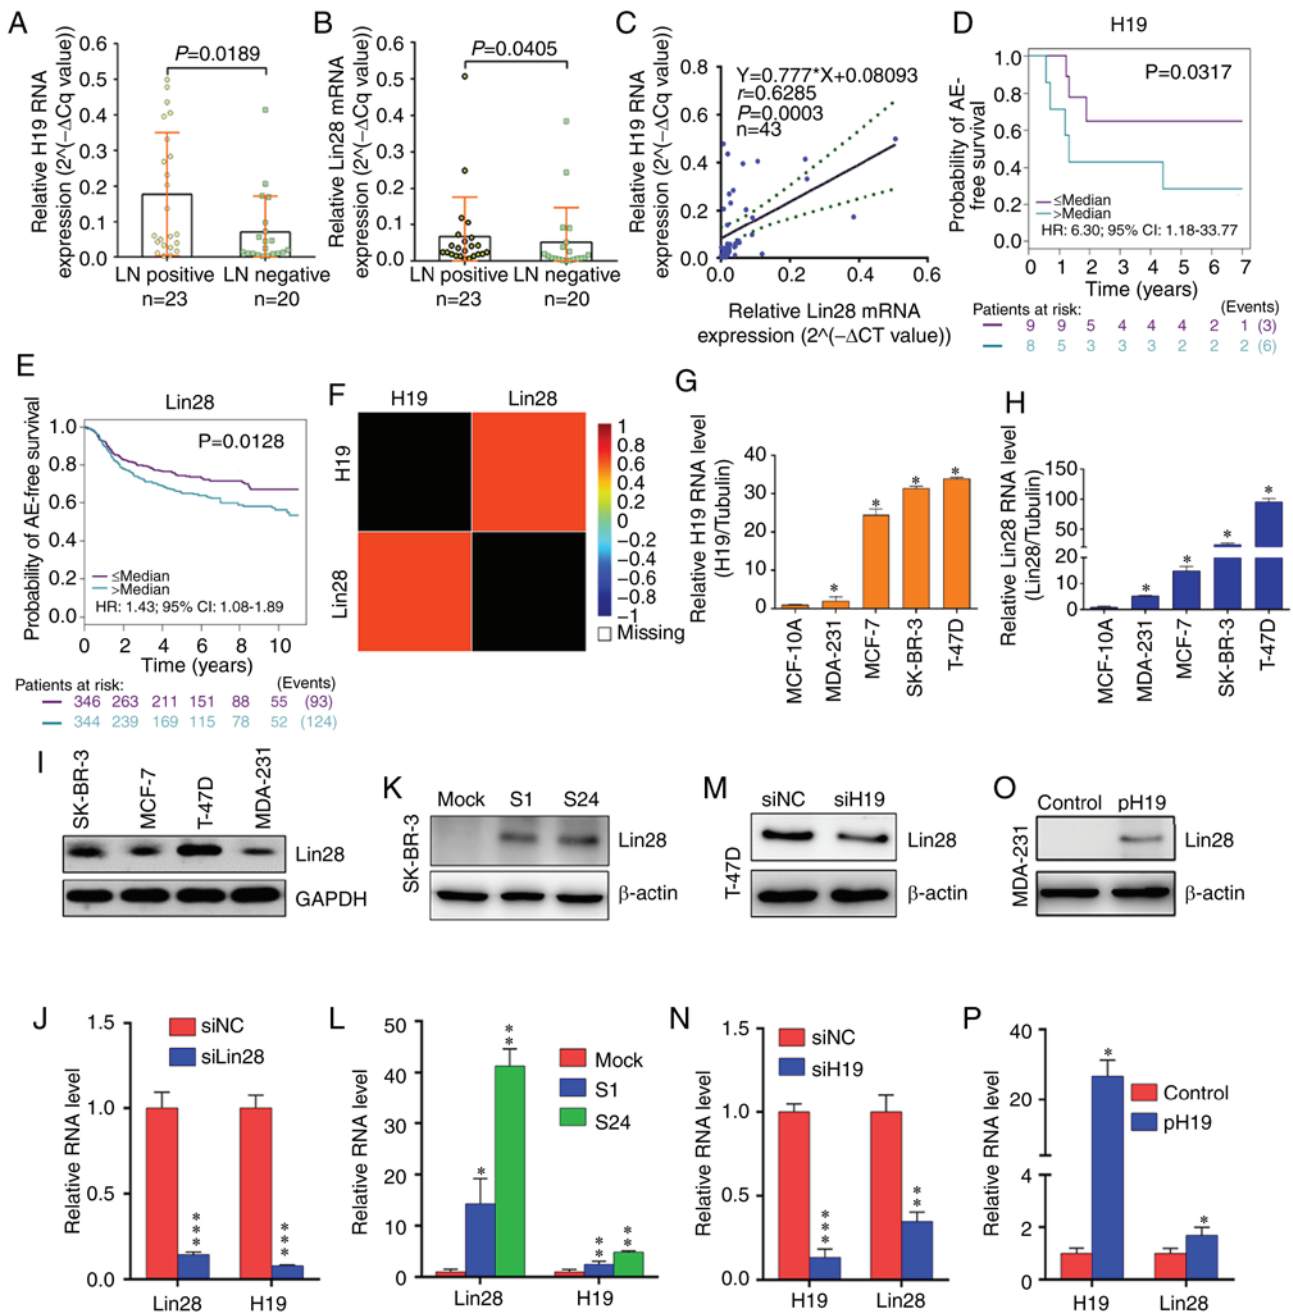 A
Relative H19 RNA
expression (2^(−ΔCq value))
0.6
0.5
0.4
0.3
0.2
0.1
0.0
P=0.0189
LN positive
LN negative
n=23
n=20
B
Relative Lin28 mRNA
expression (2^(−ΔCq value))
0.6
0.5
0.4
0.3
0.2
0.1
0.0
P=0.0405
LN positive
LN negative
n=23
n=20
C
Relative H19 RNA
expression (2^(−ΔCq value))
0.8
0.6
0.4
0.2
0.0
Y=0.777*X+0.08093
r=0.6285
P=0.0003
n=43
0.0
0.2
0.4
0.6
Relative Lin28 mRNA
expression (2^(−ΔCT value))
D
H19
Probability of AE-
free survival
1.0
0.8
0.6
0.4
0.2
0.0
P=0.0317
≤Median
>Median
HR: 6.30; 95% CI: 1.18-33.77
0 1 2 3 4 5 6 7
Time (years)
Patients at risk:
(Events)
9 9 5 4 4 4 2 1 (3)
8 5 3 3 3 2 2 2 (6)
E
Lin28
Probability of AE-free survival
1.0
0.8
0.6
0.4
0.2
0.0
P=0.0128
≤Median
>Median
HR: 1.43; 95% CI: 1.08-1.89
0 2 4 6 8 10
Time (years)
Patients at risk:
(Events)
346 263 211 151 88 55 (93)
344 239 169 115 78 52 (124)
F
H19
Lin28
H19
Lin28
1
0.8
0.6
0.4
0.2
0
−0.2
−0.4
−0.6
−0.8
−1
Missing
G
Relative H19 RNA level
(H19/Tubulin)
40
30
20
10
0
*
*
*
*
MCF-10A
MDA-231
MCF-7
SK-BR-3
T-47D
H
Relative Lin28 RNA level
(Lin28/Tubulin)
150
100
50
20
10
0
*
*
*
*
MCF-10A
MDA-231
MCF-7
SK-BR-3
T-47D
I
SK-BR-3
MCF-7
T-47D
MDA-231
Lin28
GAPDH
K
SK-BR-3
Mock
S1
S24
Lin28
β-actin
M
T-47D
siNC
siH19
Lin28
β-actin
O
MDA-231
Control
pH19
Lin28
β-actin
J
Relative RNA level
1.5
1.0
0.5
0.0
siNC
siLin28
***
***
Lin28
H19
L
Relative RNA level
50
40
30
20
10
0
Mock
S1
S24
*
**
**
**
Lin28
H19
N
Relative RNA level
1.5
1.0
0.5
0.0
siNC
siH19
***
**
H19
Lin28
P
Relative RNA level
40
20
4
2
0
Control
pH19
*
*
H19
Lin28